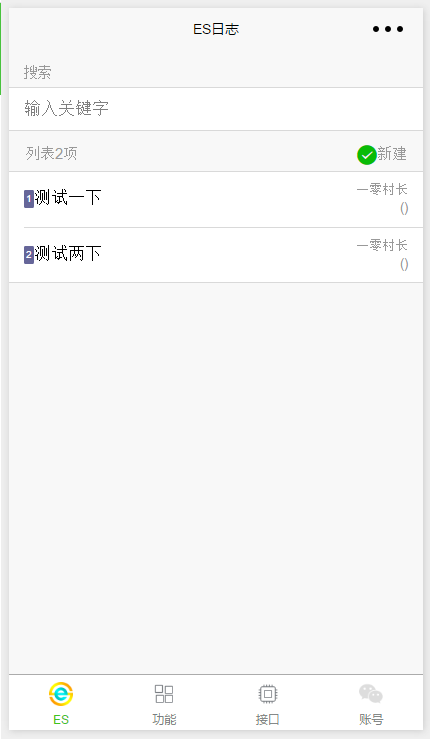 ES日志
搜索
输入关键字
列表2项 新建
1 测试一下 一零村长
()
2 测试两下 一零村长
()
ES 功能 接口 账号